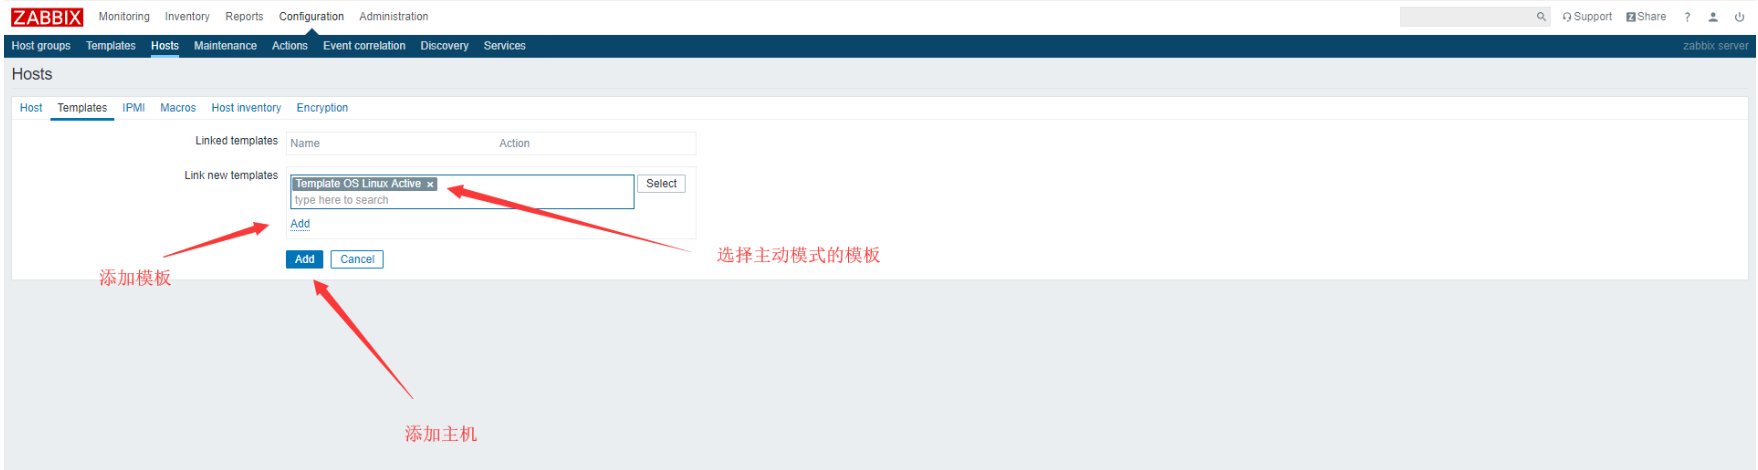 ZABBIX Monitoring Inventory Reports Configuration Administration Support Share ?
Host groups Templates Hosts Maintenance Actions Event correlation Discovery Services zabbix server
Hosts
Host Templates IPMI Macros Host inventory Encryption
Linked templates Name Action
Link new templates Template OS Linux Active × Select
type here to search
Add
Add Cancel
选择主动模式的模板
添加模板
添加主机